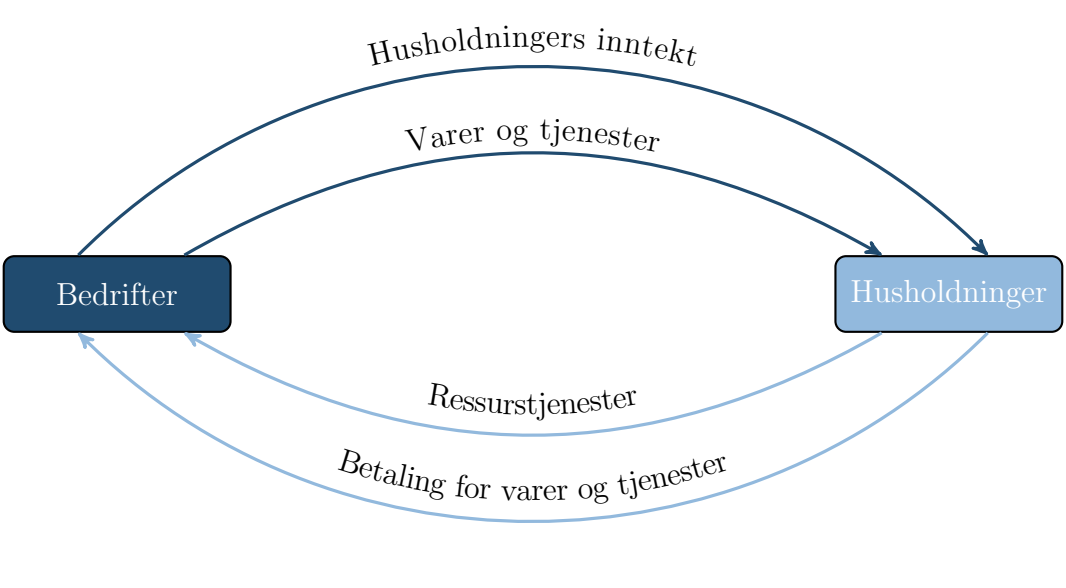 Husholdningers inntekt
Varer og tjenester
Bedrifter
Husholdninger
Ressurstjenester
Betaling for varer og tjenester